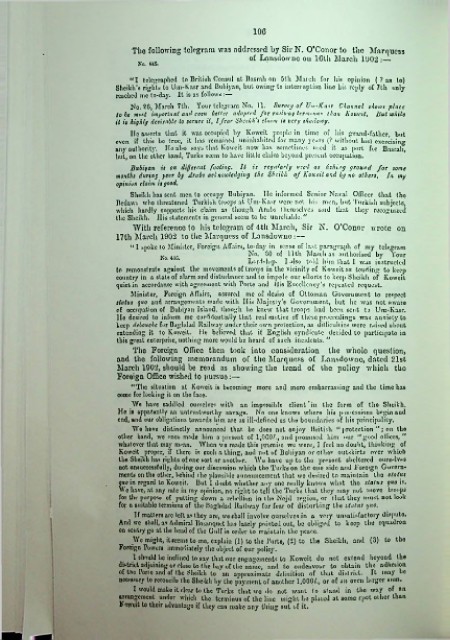 106
The following telegram was addressed by Sir N. O'Conor to the Marquess
of Lansdowne on 10th March 1902 :—
"I telegraphed to British Consul at Busrah on 5th March for his opinion (? as to)
Sheikh's rights to Um-Kasr and Bubiyan, but owing to interruption line his reply of 7th only
reached me to-day. It is as follows :—
No. 20, March 7th. Your telegram No. 11. Survey of Um-Kasr Channel shows place
to be most important and even better adapted for railway terminus than Koweit. But while
it is highly desirable to secure it, I fear Sheikh's claim is very shadowy.
He asserts that it was occupied by Koweit people in time of his grand-father, but
even if this be true, it has remained uninhabited for many years (? without his) exercising
any authority. He also says that Koweit now has sometimes used it as port for Busrah,
but, on the other hand, Turks seem to have little claim beyond present occupation.
Bubiyan is on different footing. It is regularly used as fishing ground for some
months during year by Arabs acknowledging the Sheikh of Koweit and by no others. In my
opinion claim is good.
Sheikh has sent men to occupy Bubiyan. He informed Senior Naval Officer that the
Bedawi who threatened Turkish troops at Um-Kasr were not his men, but Turkish subjects,
which hardly supports his claim as though Arabs themselves said that they recognized
the Sheikh. His statements in general seem to be unreliable."
With reference to his telegram of 4th March, Sir N. O'Conor wrote on
17th March 1902 to the Marquess of Lansdowne :—
"I spoke to Minister, Foreign Affairs, to-day in sense of last paragraph of my telegram
No. of 11th March as authorised by Your
Lordship. I also told him that I was instructed
to remonstrate against the movements of troops in the vicinity of Koweit as tending to keep
country in a state of alarm and disturbance and to impede our efforts to keep Sheikh of Koweit
quiet in accordance with agreement with Porte and His Excellency's repeated request.
Minister, Foreign Affairs, assured me of desire of Ottoman Government to respect
status quo and arrangements made with His Majesty's Government, but he was not aware
of occupation of Bubiyan Island, though he knew that troops had been sent to Um-Kasr.
He desired to inform me confidentially that real motive of these proceedings was anxiety to
keep debouché for Baghdad Railway under their own protection, as difficulties were raised about
extending it to Koweit. He believed that if English syndicate decided to participate in
this great enterprise, nothing more would be heard of such incidents."
The Foreign Office then took into consideration the whole question,
and the following memorandum of the Marquess of Lansdowne, dated 21st
March 1902, should be read as showing the trend of the policy which the
Foreign Office wished to pursue :—
"The situation at Koweit is becoming more and more embarrassing and the time has
come for looking it in the face.
We have saddled ourselves with an impossible client in the form of the Sheikh.
He is apparently an untrustworthy savage. No one knows where his possessions begin and
end, and our obligations towards him are as ill-defined as the boundaries of his principality.
We have distinctly announced that he does not enjoy British "protection"; on the
other hand, we once made him a present of 1,000l., and promised him our "good offices,"
whatever that may mean. When we made this promise we were, I feel no doubt, thinking of
Koweit proper, if there is such a thing, and not of Bubiyan or other outskirts over which
the Sheikh has rights of one sort or another. We have up to the present sheltered ourselves
not unsuccessfully, during our discussion which the Turks on the one side and Foreign Governments
on the other, behind the plausible announcement that we desired to maintain the status
quo in regard to Koweit. But I doubt whether any one really knows what the status quo is.
We have, at any rate in my opinion, no right to tell the Turks that they may not move troops
for the purpose of putting down a rebellion in the Nejd region, or that they must not look
for a suitable terminus of the Baghdad Railway for fear of disturbing the status quo.
If matters are left as they are, we shall involve ourselves in a very unsatisfactory dispute.
And we shall, as Admiral Bosanquet has lately pointed out, be obliged to keep the squadron
on sentry go at the head of the Gulf in order to maintain the peace.
We might, it seems to me, explain (1) to the Porte, (2) to the Sheikh, and (3) to the
Foreign Powers immediately the object of our policy.
I should be inclined to say that our engagements to Koweit do not extend beyond the
district adjoining or close to the bay of the name, and to endeavour to obtain the adhesion
of the Porte and of the Sheikh to an approximate definition of that district. It may be
necessary to reconcile the Sheikh by the payment of another 1,000l., or of an even larger sum.
I would make it clear to the Turks that we do not want to stand in the way of an
arrangement under which the terminus of the line might be placed at some spot other than
Koweit to their advantage if they can make any thing out of it.